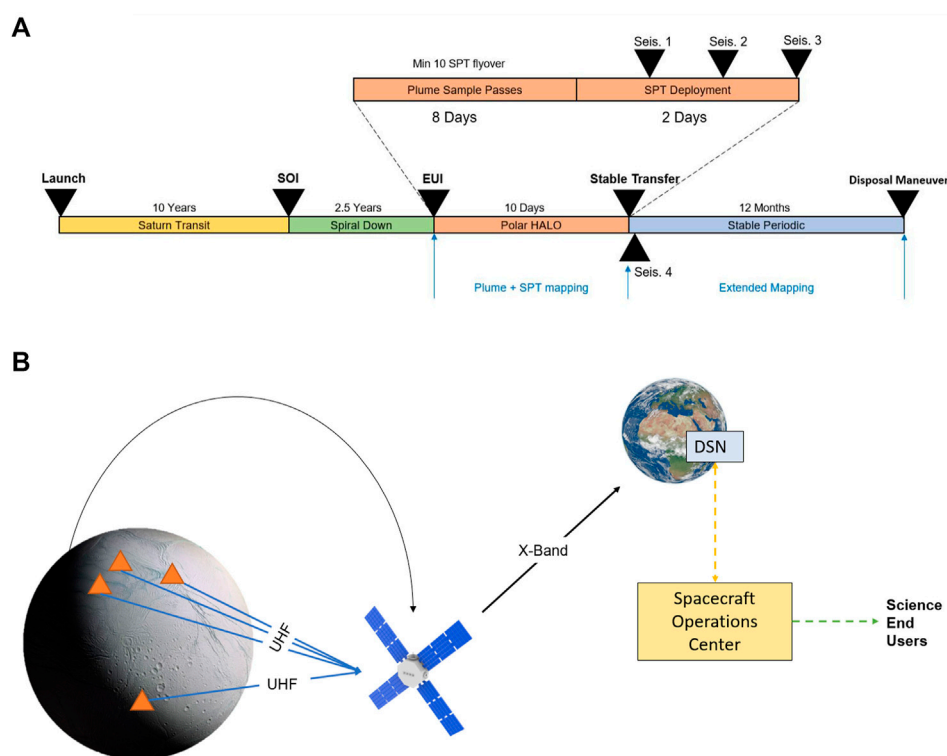 A
Seis. 1
Seis. 2
Seis. 3
Min 10 SPT flyover
Plume Sample Passes
SPT Deployment
8 Days
2 Days
Launch
SOI
EUI
Stable Transfer
Disposal Maneuver
10 Years
2.5 Years
10 Days
12 Months
Saturn Transit
Spiral Down
Polar HALO
Stable Periodic
Seis. 4
Plume + SPT mapping
Extended Mapping
B
DSN
X-Band
UHF
UHF
Spacecraft
Operations
Center
Science
End
Users